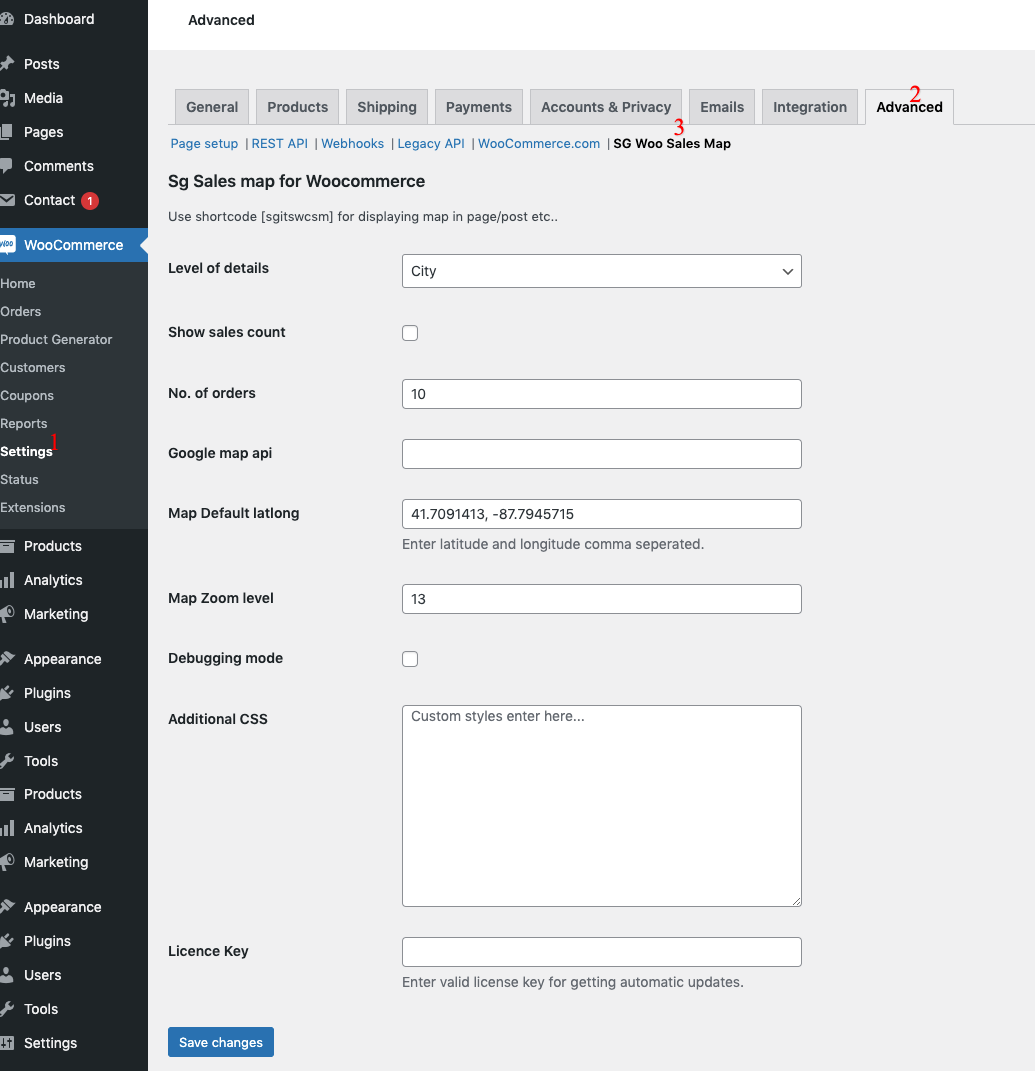 Dashboard
Posts
Media
Pages
Comments
Contact 1
woo WooCommerce
Home
Orders
Product Generator
Customers
Coupons
Reports
1
Settings
Status
Extensions
Products
Analytics
Marketing
Appearance
Plugins
Users
Tools
Products
Analytics
Marketing
Appearance
Plugins
Users
Tools
Settings
Advanced
2
General Products Shipping Payments Accounts & Privacy Emails Integration Advanced
3
Page setup | REST API | Webhooks | Legacy API | WooCommerce.com | SG Woo Sales Map
Sg Sales map for Woocommerce
Use shortcode [sgitswcsm] for displaying map in page/post etc..
Level of details City
Show sales count
No. of orders 10
Google map api
Map Default latlong 41.7091413, -87.7945715
Enter latitude and longitude comma seperated.
Map Zoom level 13
Debugging mode
Additional CSS Custom styles enter here...
Licence Key
Enter valid license key for getting automatic updates.
Save changes